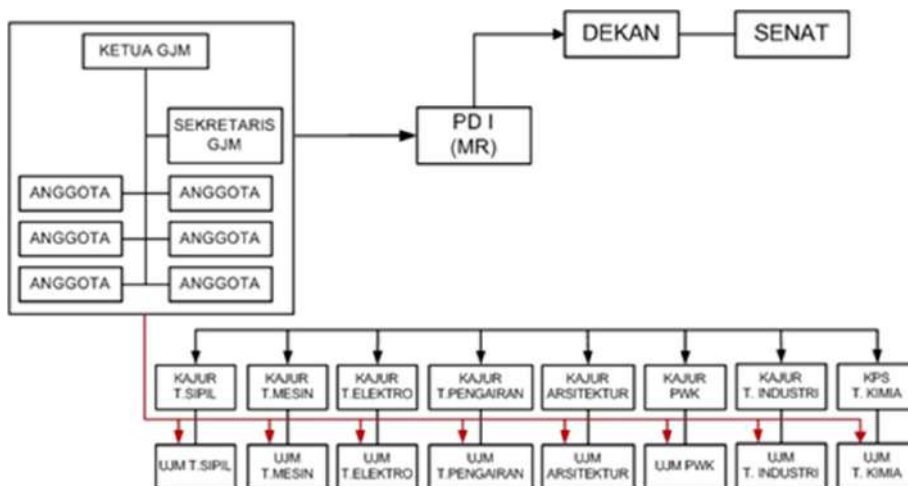 KETUA GJM
DEKAN
SENAT
SEKRETARIS
GJM
PD I
(MR)
ANGGOTA
ANGGOTA
ANGGOTA
ANGGOTA
ANGGOTA
ANGGOTA
KAJUR
T.SIPIL
KAJUR
T.MESIN
KAJUR
T.ELEKTRO
KAJUR
T.PENGAIRAN
KAJUR
ARSITEKTUR
KAJUR
PWK
KAJUR
T. INDUSTRI
KPS
T. KIMIA
UJM T.SIPIL
UJM
T.MESIN
UJM
T.ELEKTRO
UJM
T.PENGAIRAN
UJM
ARSITEKTUR
UJM PWK
UJM
T. INDUSTRI
UJM
T. KIMIA